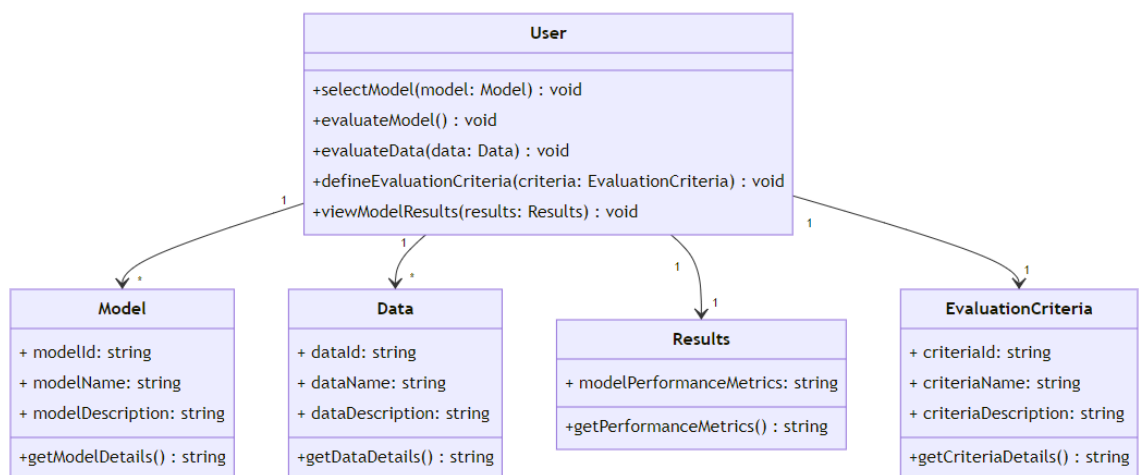 User
+selectModel(model: Model) : void
+evaluateModel() : void
+evaluateData(data: Data) : void
+defineEvaluationCriteria(criteria: EvaluationCriteria) : void
+viewModelResults(results: Results) : void
1
1
1
1
*
*
1
1
Model
+ modelId: string
+ modelName: string
+ modelDescription: string
+getModelDetails() : string
Data
+ dataId: string
+ dataName: string
+ dataDescription: string
+getDataDetails() : string
Results
+ modelPerformanceMetrics: string
+getPerformanceMetrics() : string
EvaluationCriteria
+ criteriaId: string
+ criteriaName: string
+ criteriaDescription: string
+getCriteriaDetails() : string